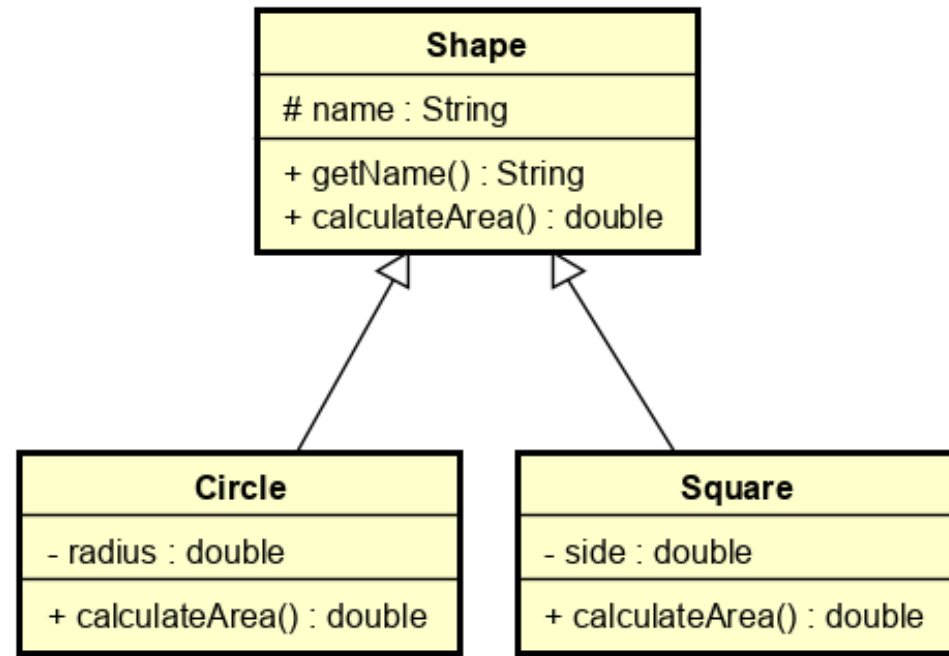 Shape
# name : String
+ getName() : String
+ calculateArea() : double
Circle
- radius : double
+ calculateArea() : double
Square
- side : double
+ calculateArea() : double